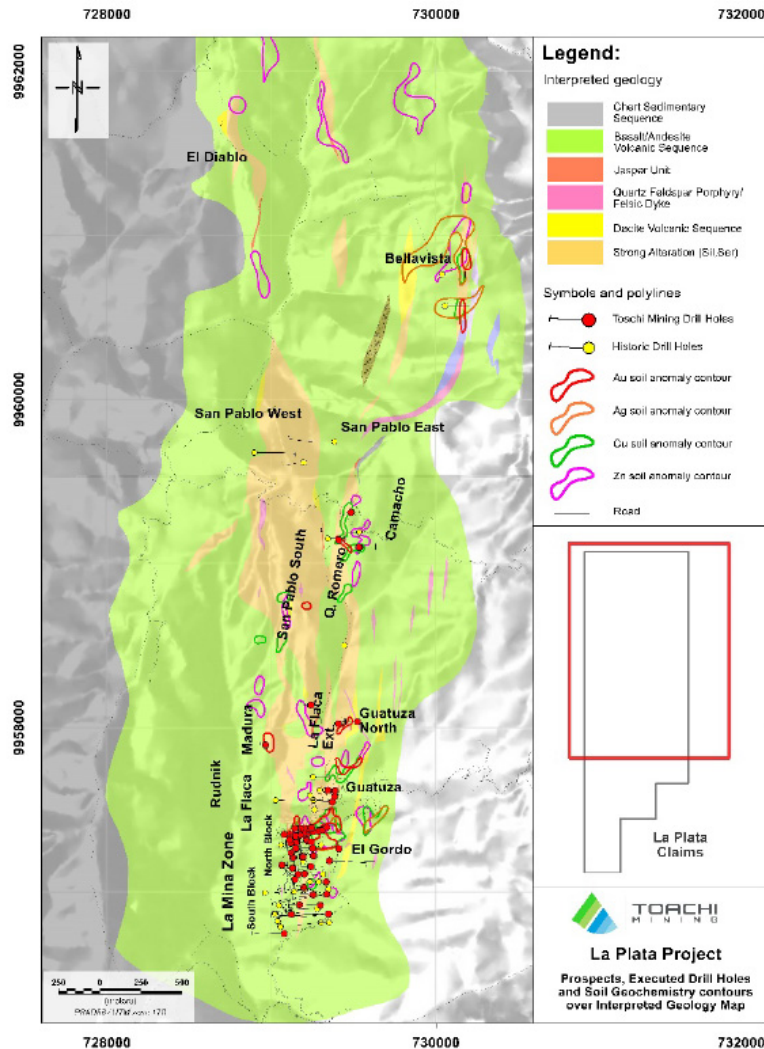 728000
730000
732000
9962000
9960000
9958000
El Diablo
Bellavista
San Pablo West
San Pablo East
Camacho
San Pablo South
Q. Romero
La Flaca
Ext.
Guatuza
North
Madura
Rudnik
La Flaca
Guatuza
El Gordo
North Block
La Mina Zone
South Block
250 0 250 500
728000
730000
732000
Legend:
Interpreted geology
Chert Sedimentary
Sequence
Basalt/Andesite
Volcanic Sequence
Jasper Unit
Quartz Feldspar Porphyry/
Felsic Dyke
Dacite Volcanic Sequence
Strong Alteration (Sil,Ser)
Symbols and polylines
Toachi Mining Drill Holes
Historic Drill Holes
Au soil anomaly contour
Ag soil anomaly contour
Cu soil anomaly contour
Zn soil anomaly contour
Road
La Plata
Claims
TOACHI
MINING
La Plata Project
Prospects, Executed Drill Holes
and Soil Geochemistry contours
over Interpreted Geology Map